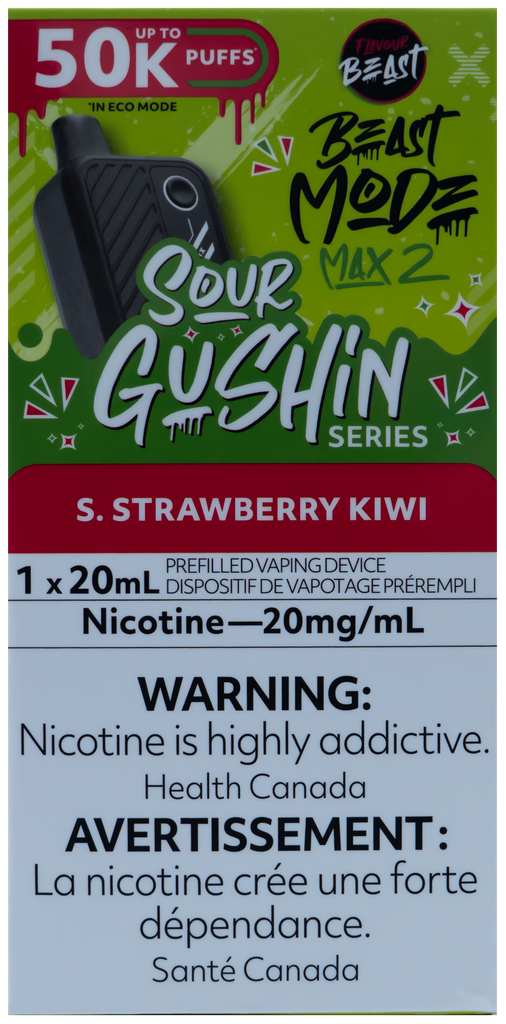 UP TO
50K PUFFS*
*IN ECO MODE
FLAVOUR
BEAST
BEAST
MODE
MAX 2
SOUR
GUSHiN
SERIES
S. STRAWBERRY KIWI
1 x 20mL PREFILLED VAPING DEVICE
DISPOSITIF DE VAPOTAGE PRÉREMPLI
Nicotine—20mg/mL
WARNING:
Nicotine is highly addictive.
Health Canada
AVERTISSEMENT:
La nicotine crée une forte
dépendance.
Santé Canada